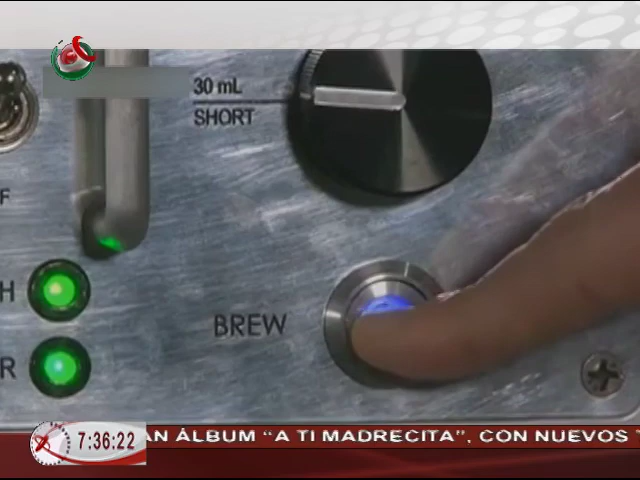 30 mL
SHORT
F
H
BREW
R
7:36:22
AN ÁLBUM “A TI MADRECITA”, CON NUEVOS